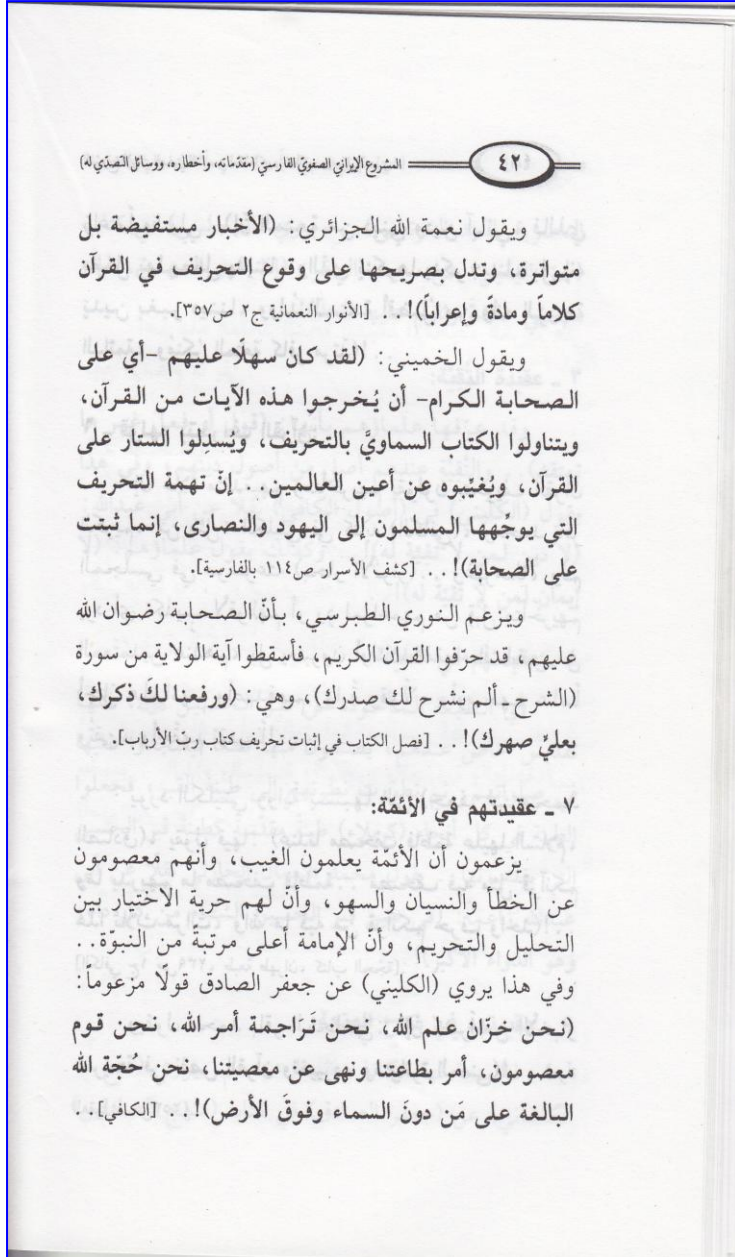 ٤٢ المشروع الإيرانيّ الصفويّ الفارسيّ (مقدّماته، وأخطاره، ووسائل التّصدّي له)
ويقول نعمة الله الجزائري: (الأخبار مستفيضة بل
متواترة، وتدل بصريحها على وقوع التحريف في القرآن
كلاماً ومادةً وإعراباً)!.. [الأنوار النعمانية ج٢ ص٣٥٧].
ويقول الخميني: (لقد كان سهلًا عليهم -أي على
الصحابة الكرام- أن يُخرجوا هذه الآيات من القرآن،
ويتناولوا الكتاب السماويَّ بالتحريف، ويُسدِلوا الستار على
القرآن، ويُغيِّبوه عن أعين العالمين.. إنّ تهمة التحريف
التي يوجّهها المسلمون إلى اليهود والنصارى، إنما ثبتت
على الصحابة)!.. [كشف الأسرار ص١١٤ بالفارسية].
ويزعم النوري الطبرسي، بأنّ الصحابة رضوان الله
عليهم، قد حرّفوا القرآن الكريم، فأسقطوا آية الولاية من سورة
(الشرح ـ ألم نشرح لك صدرك)، وهي: (ورفعنا لكَ ذكرك،
بعليٍّ صهرك)!.. [فصل الكتاب في إثبات تحريف كتاب ربّ الأرباب].
٧ ـ عقيدتهم في الأئمّة:
يزعمون أن الأئمّة يعلمون الغيب، وأنهم معصومون
عن الخطأ والنسيان والسهو، وأنّ لهم حرية الاختيار بين
التحليل والتحريم، وأنّ الإمامة أعلى مرتبةً من النبوّة..
وفي هذا يروي (الكليني) عن جعفر الصادق قولًا مزعوماً:
(نحن خزّان علم الله، نحن تَراجمة أمر الله، نحن قوم
معصومون، أمر بطاعتنا ونهى عن معصيتنا، نحن حُجّة الله
البالغة على مَن دونَ السماء وفوقَ الأرض)!.. [الكافي]..